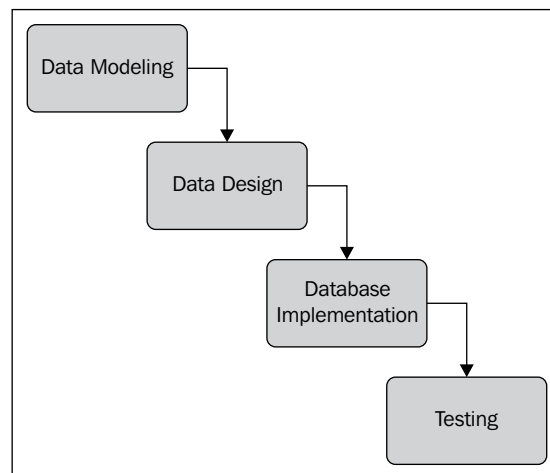 Data Modeling
Data Design
Database
Implementation
Testing